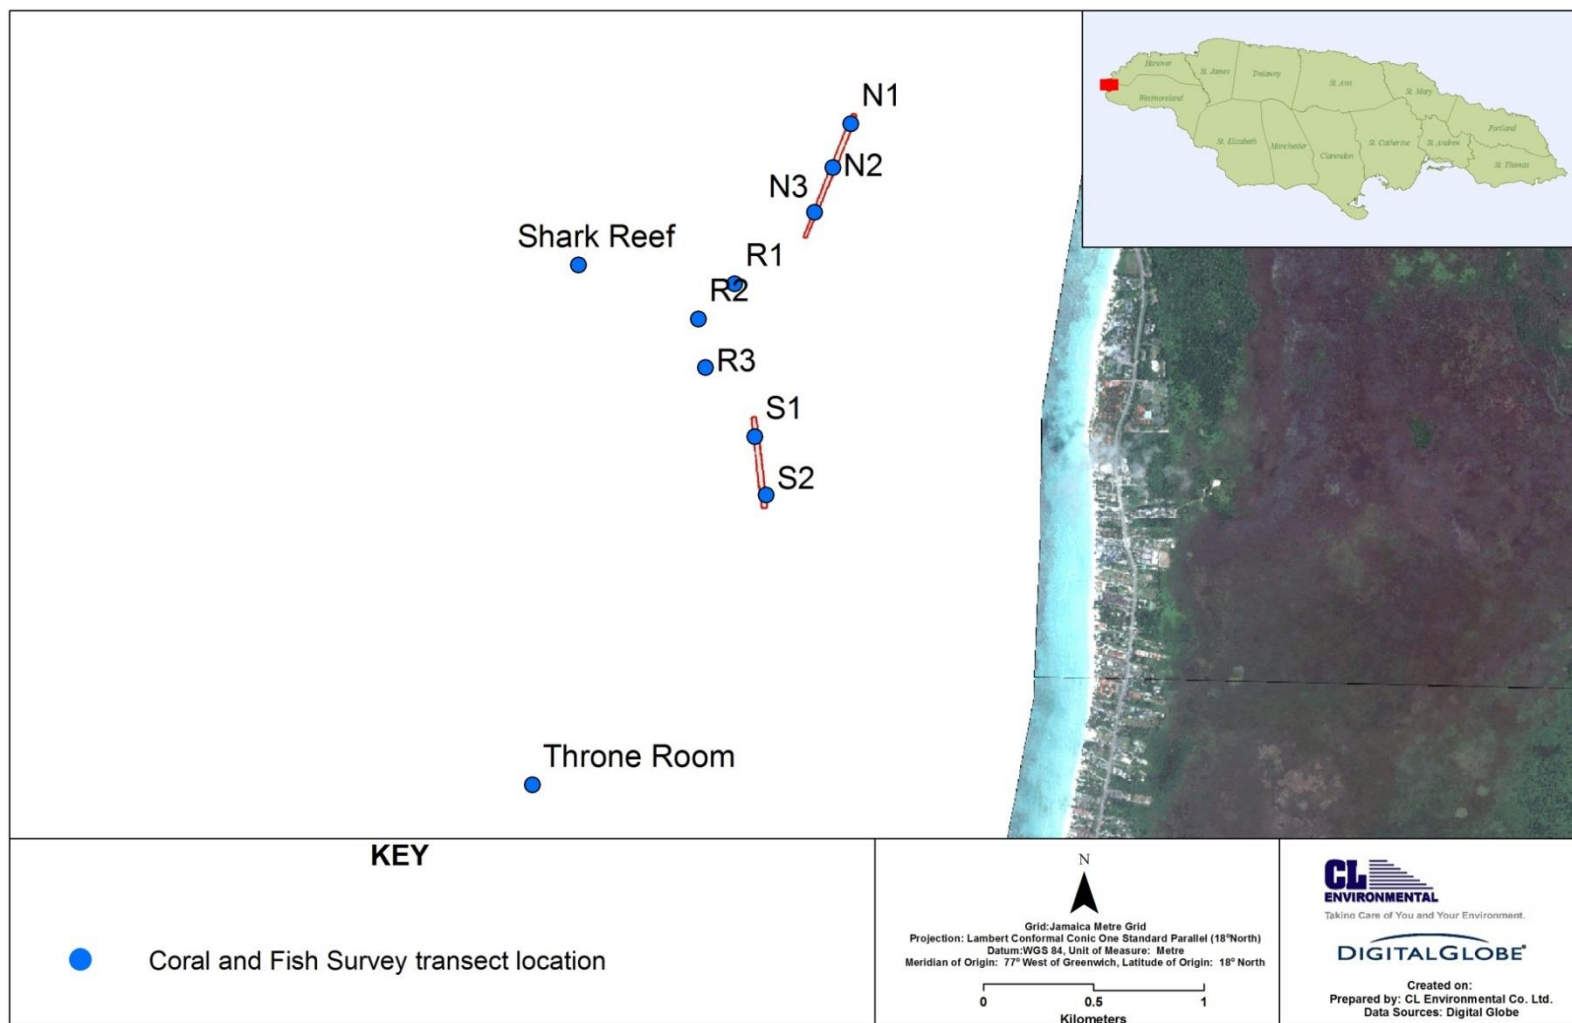 N1
N2
N3
Shark Reef
R1
R2
R3
S1
S2
Throne Room
Hanover
St. James
Trelawny
St. Ann
St. Mary
Westmoreland
Portland
St. Elizabeth
Manchester
Clarendon
St. Catherine
St. Andrew
St. Thomas
KEY
Coral and Fish Survey transect location
N
Grid:Jamaica Metre Grid
Projection: Lambert Conformal Conic One Standard Parallel (18°North)
Datum:WGS 84, Unit of Measure: Metre
Meridian of Origin: 77° West of Greenwich, Latitude of Origin: 18° North
0 0.5 1
Kilometers
CL
ENVIRONMENTAL
Taking Care of You and Your Environment.
DIGITALGLOBE®
Created on:
Prepared by: CL Environmental Co. Ltd.
Data Sources: Digital Globe